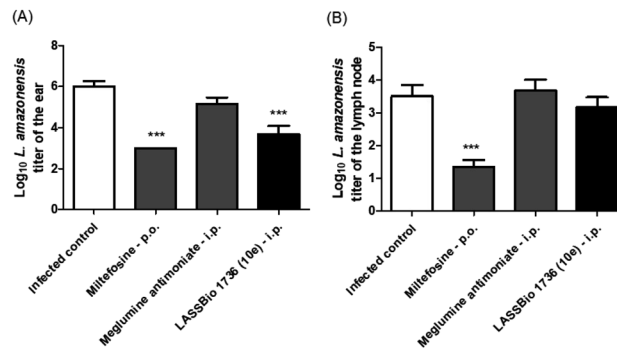 (A)
Log10 L. amazonensis
titer of the ear
8
6
4
2
0
***
***
Infected control
Miltefosine - p.o.
Meglumine antimoniate - i.p.
LASSBio 1736 (10e) - i.p.
(B)
Log10 L. amazonensis
titer of the lymph node
5
4
3
2
1
0
***
Infected control
Miltefosine - p.o.
Meglumine antimoniate - i.p.
LASSBio 1736 (10e) - i.p.